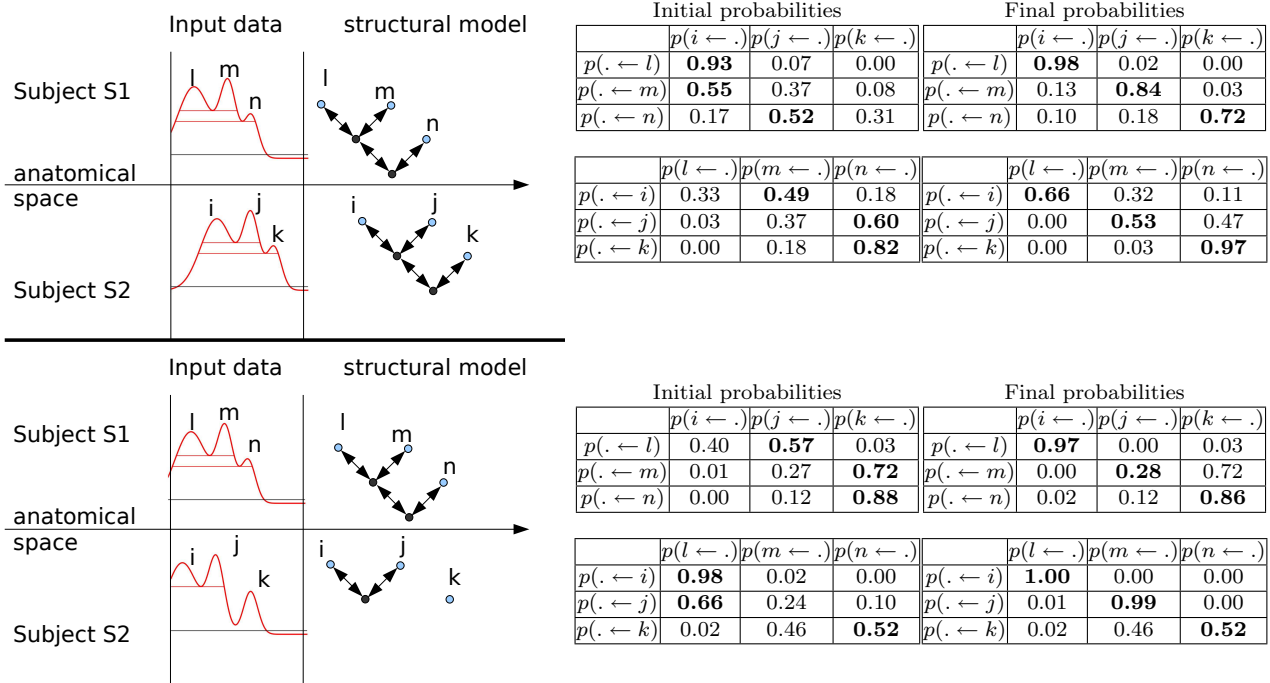 Input data structural model
l m n
Subject S1
l m n
anatomical space
i j k
i j k
Subject S2
Initial probabilities Final probabilities
p(i ← .) p(j ← .) p(k ← .) p(i ← .) p(j ← .) p(k ← .)
p(. ← l) 0.93 0.07 0.00 p(. ← l) 0.98 0.02 0.00
p(. ← m) 0.55 0.37 0.08 p(. ← m) 0.13 0.84 0.03
p(. ← n) 0.17 0.52 0.31 p(. ← n) 0.10 0.18 0.72
p(l ← .) p(m ← .) p(n ← .) p(l ← .) p(m ← .) p(n ← .)
p(. ← i) 0.33 0.49 0.18 p(. ← i) 0.66 0.32 0.11
p(. ← j) 0.03 0.37 0.60 p(. ← j) 0.00 0.53 0.47
p(. ← k) 0.00 0.18 0.82 p(. ← k) 0.00 0.03 0.97
Input data structural model
l m n
Subject S1
l m n
anatomical space
i j k
i j k
Subject S2
Initial probabilities Final probabilities
p(i ← .) p(j ← .) p(k ← .) p(i ← .) p(j ← .) p(k ← .)
p(. ← l) 0.40 0.57 0.03 p(. ← l) 0.97 0.00 0.03
p(. ← m) 0.01 0.27 0.72 p(. ← m) 0.00 0.28 0.72
p(. ← n) 0.00 0.12 0.88 p(. ← n) 0.02 0.12 0.86
p(l ← .) p(m ← .) p(n ← .) p(l ← .) p(m ← .) p(n ← .)
p(. ← i) 0.98 0.02 0.00 p(. ← i) 1.00 0.00 0.00
p(. ← j) 0.66 0.24 0.10 p(. ← j) 0.01 0.99 0.00
p(. ← k) 0.02 0.46 0.52 p(. ← k) 0.02 0.46 0.52